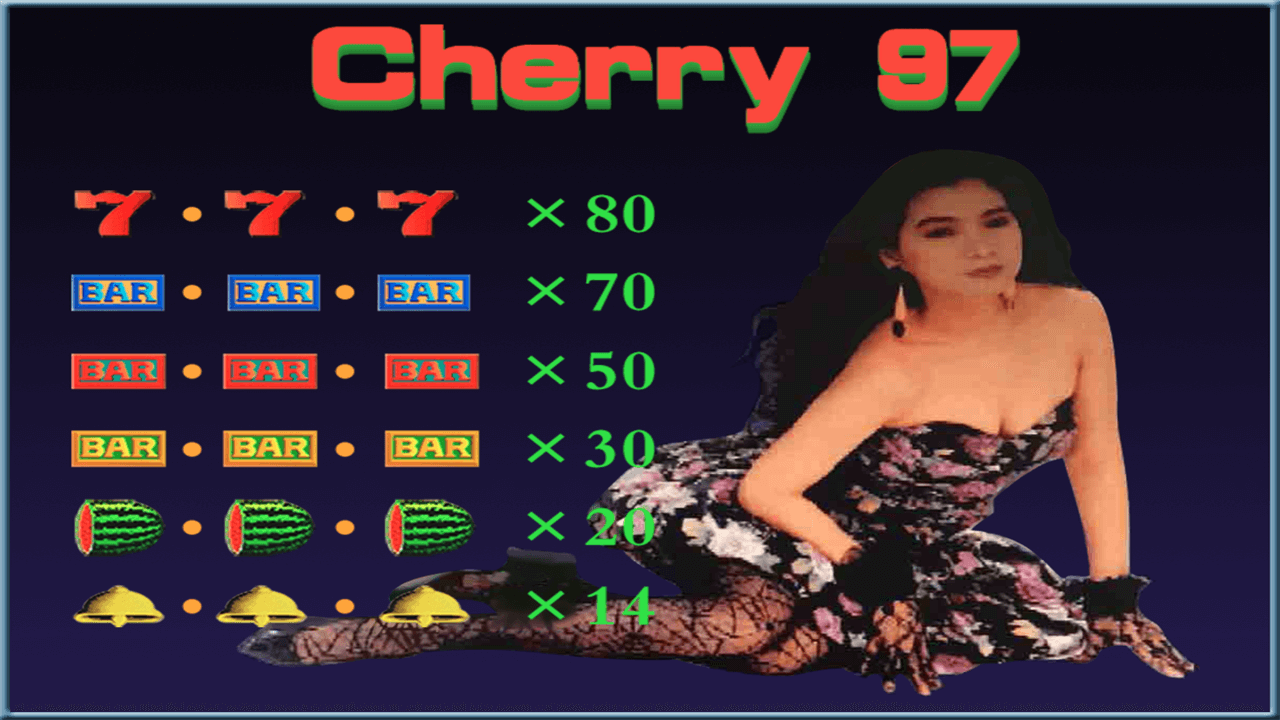 Cherry 97
7 • 7 • 7 × 80
BAR • BAR • BAR × 70
BAR • BAR • BAR × 50
BAR • BAR • BAR × 30
× 20
× 14